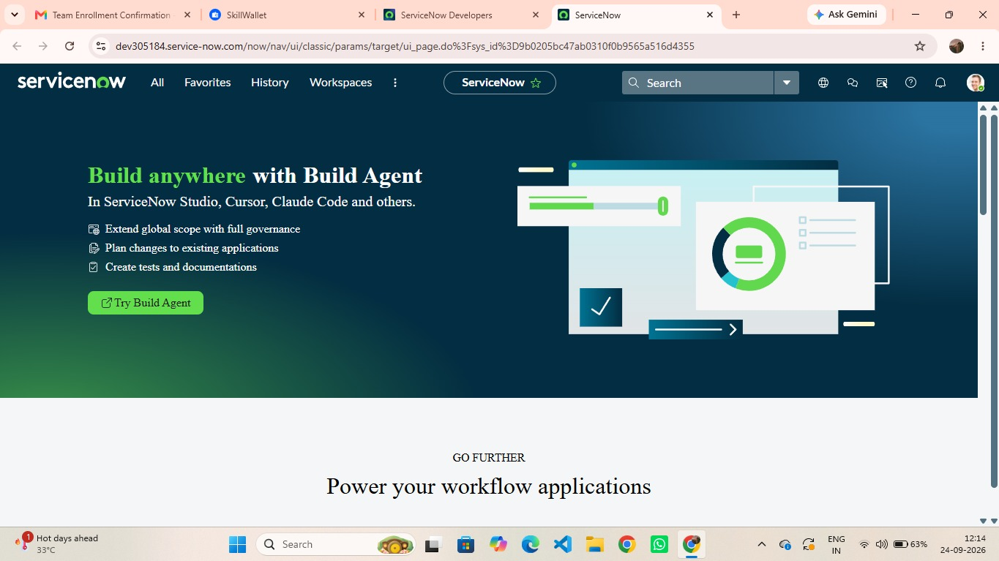 Team Enrollment Confirmation
SkillWallet
ServiceNow Developers
ServiceNow
Ask Gemini
dev305184.service-now.com/now/nav/ui/classic/params/target/ui_page.do%3Fsys_id%3D9b0205bc47ab0310f0b9565a516d4355
servicenow
All
Favorites
History
Workspaces
ServiceNow
Search
Build anywhere with Build Agent
In ServiceNow Studio, Cursor, Claude Code and others.
Extend global scope with full governance
Plan changes to existing applications
Create tests and documentations
Try Build Agent
GO FURTHER
Power your workflow applications
1
Hot days ahead
33°C
Search
ENG
IN
63%
12:14
24-09-2026